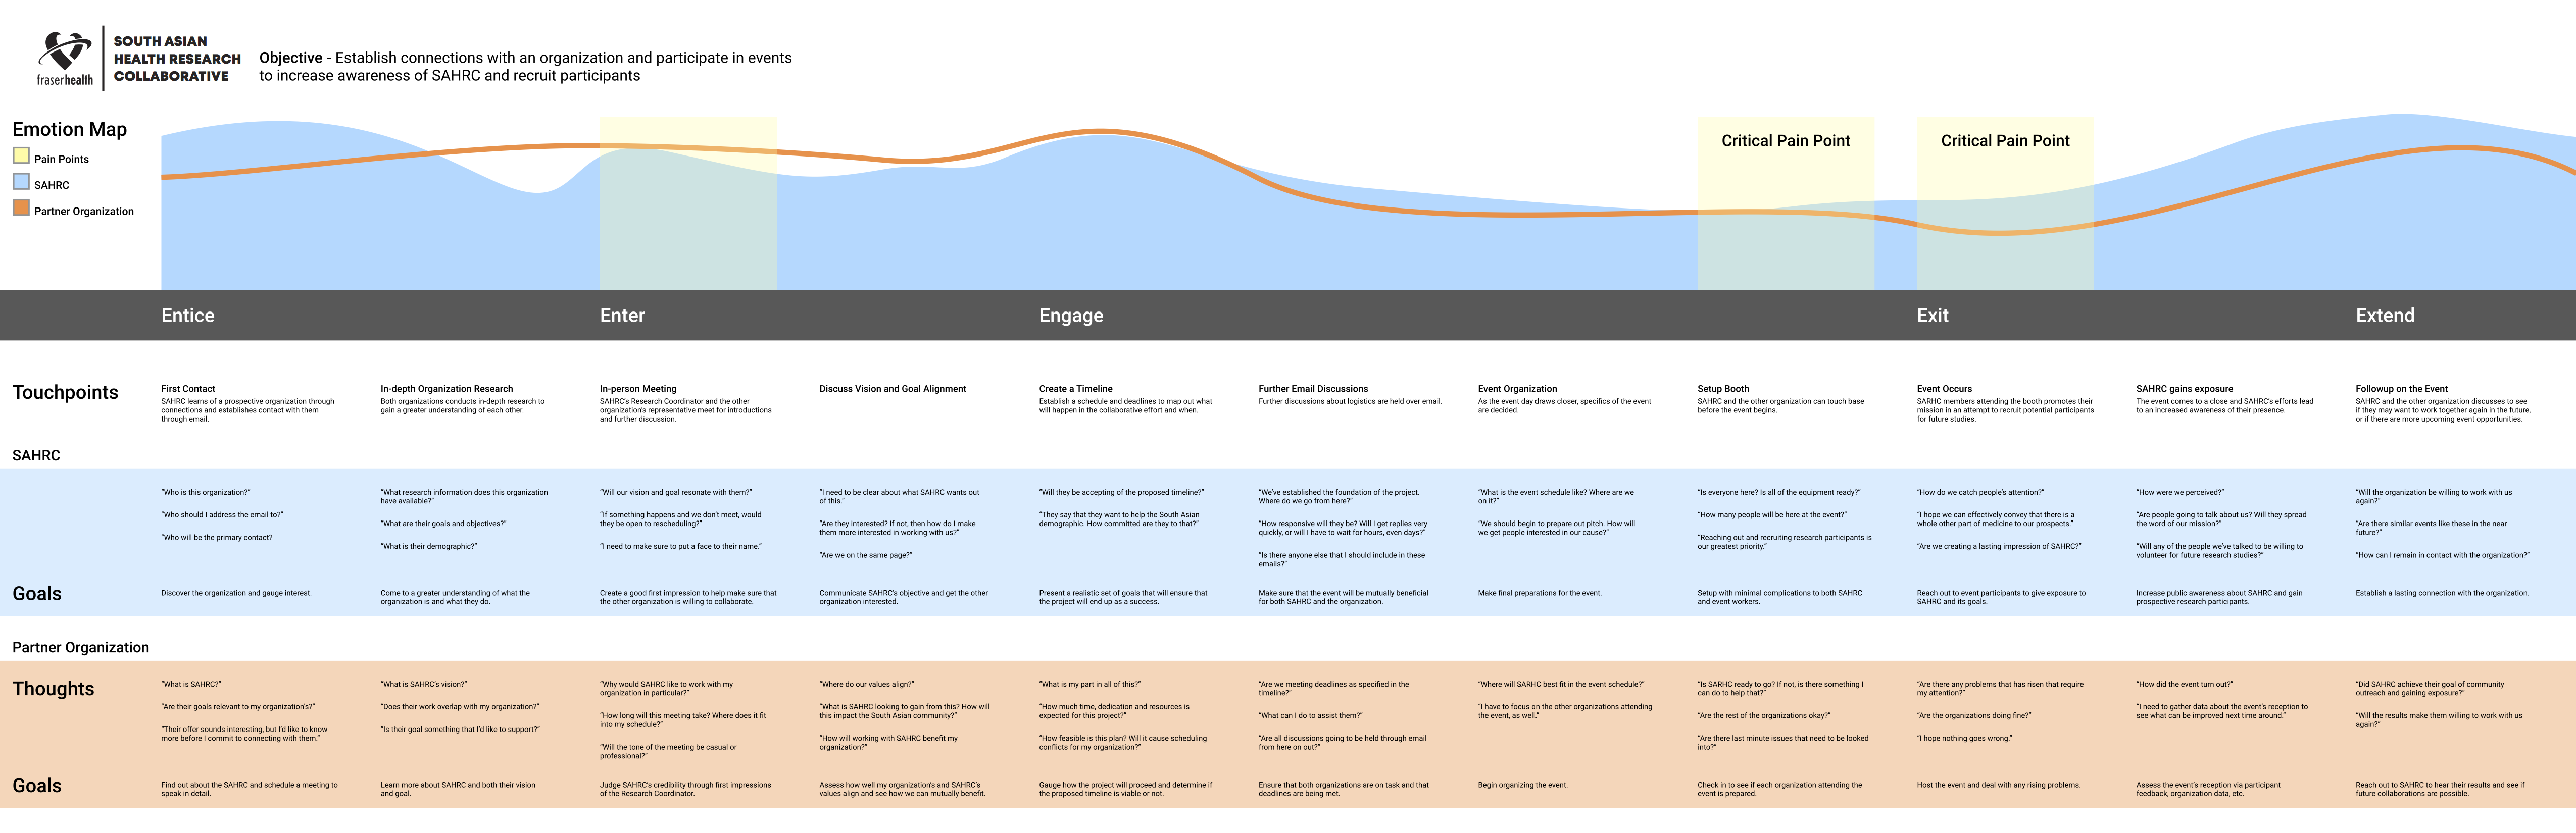 SOUTH ASIAN
HEALTH RESEARCH
COLLABORATIVE
fraserhealth
Objective - Establish connections with an organization and participate in events
to increase awareness of SAHRC and recruit participants
Emotion Map
Pain Points
SAHRC
Partner Organization
Critical Pain Point
Critical Pain Point
Entice
Enter
Engage
Exit
Extend
Touchpoints
First Contact
SAHRC learns of a prospective organization through
connections and establishes contact with them
through email.
In-depth Organization Research
Both organizations conducts in-depth research to
gain a greater understanding of each other.
In-person Meeting
SAHRC's Research Coordinator and the other
organization's representative meet for introductions
and further discussion.
Discuss Vision and Goal Alignment
Create a Timeline
Establish a schedule and deadlines to map out what
will happen in the collaborative effort and when.
Further Email Discussions
Further discussions about logistics are held over email.
Event Organization
As the event day draws closer, specifics of the event
are decided.
Setup Booth
SAHRC and the other organization can touch base
before the event begins.
Event Occurs
SARHC members attending the booth promotes their
mission in an attempt to recruit potential participants
for future studies.
SAHRC gains exposure
The event comes to a close and SAHRC's efforts lead
to an increased awareness of their presence.
Followup on the Event
SAHRC and the other organization discusses to see
if they may want to work together again in the future,
or if there are more upcoming event opportunities.
SAHRC
"Who is this organization?"
"Who should I address the email to?"
"Who will be the primary contact?
"What research information does this organization
have available?"
"What are their goals and objectives?"
"What is their demographic?"
"Will our vision and goal resonate with them?"
"If something happens and we don't meet, would
they be open to rescheduling?"
"I need to make sure to put a face to their name."
"I need to be clear about what SAHRC wants out
of this."
"Are they interested? If not, then how do I make
them more interested in working with us?"
"Are we on the same page?"
"Will they be accepting of the proposed timeline?"
"They say that they want to help the South Asian
demographic. How committed are they to that?"
"We've established the foundation of the project.
Where do we go from here?"
"How responsive will they be? Will I get replies very
quickly, or will I have to wait for hours, even days?"
"Is there anyone else that I should include in these
emails?"
"What is the event schedule like? Where are we
on it?"
"We should begin to prepare out pitch. How will
we get people interested in our cause?"
"Is everyone here? Is all of the equipment ready?"
"How many people will be here at the event?"
"Reaching out and recruiting research participants is
our greatest priority."
"How do we catch people's attention?"
"I hope we can effectively convey that there is a
whole other part of medicine to our prospects."
"Are we creating a lasting impression of SAHRC?"
"How were we perceived?"
"Are people going to talk about us? Will they spread
the word of our mission?"
"Will any of the people we've talked to be willing to
volunteer for future research studies?"
"Will the organization be willing to work with us
again?"
"Are there similar events like these in the near
future?"
"How can I remain in contact with the organization?"
Goals
Discover the organization and gauge interest.
Come to a greater understanding of what the
organization is and what they do.
Create a good first impression to help make sure that
the other organization is willing to collaborate.
Communicate SAHRC's objective and get the other
organization interested.
Present a realistic set of goals that will ensure that
the project will end up as a success.
Make sure that the event will be mutually beneficial
for both SAHRC and the organization.
Make final preparations for the event.
Setup with minimal complications to both SAHRC
and event workers.
Reach out to event participants to give exposure to
SAHRC and its goals.
Increase public awareness about SAHRC and gain
prospective research participants.
Establish a lasting connection with the organization.
Partner Organization
Thoughts
"What is SAHRC?"
"Are their goals relevant to my organization's?"
"Their offer sounds interesting, but I'd like to know
more before I commit to connecting with them."
"What is SAHRC's vision?"
"Does their work overlap with my organization?"
"Is their goal something that I'd like to support?"
"Why would SAHRC like to work with my
organization in particular?"
"How long will this meeting take? Where does it fit
into my schedule?"
"Will the tone of the meeting be casual or
professional?"
"Where do our values align?"
"What is SAHRC looking to gain from this? How will
this impact the South Asian community?"
"How will working with SAHRC benefit my
organization?"
"What is my part in all of this?"
"How much time, dedication and resources is
expected for this project?"
"How feasible is this plan? Will it cause scheduling
conflicts for my organization?"
"Are we meeting deadlines as specified in the
timeline?"
"What can I do to assist them?"
"Are all discussions going to be held through email
from here on out?"
"Where will SARHC best fit in the event schedule?"
"I have to focus on the other organizations attending
the event, as well."
"Is SARHC ready to go? If not, is there something I
can do to help that?"
"Are the rest of the organizations okay?"
"Are there last minute issues that need to be looked
into?"
"Are there any problems that has risen that require
my attention?"
"Are the organizations doing fine?"
"I hope nothing goes wrong."
"How did the event turn out?"
"I need to gather data about the event's reception to
see what can be improved next time around."
"Did SAHRC achieve their goal of community
outreach and gaining exposure?"
"Will the results make them willing to work with us
again?"
Goals
Find out about the SAHRC and schedule a meeting to
speak in detail.
Learn more about SAHRC and both their vision
and goal.
Judge SAHRC's credibility through first impressions
of the Research Coordinator.
Assess how well my organization's and SAHRC's
values align and see how we can mutually benefit.
Gauge how the project will proceed and determine if
the proposed timeline is viable or not.
Ensure that both organizations are on task and that
deadlines are being met.
Begin organizing the event.
Check in to see if each organization attending the
event is prepared.
Host the event and deal with any rising problems.
Assess the event's reception via participant
feedback, organization data, etc.
Reach out to SAHRC to hear their results and see if
future collaborations are possible.